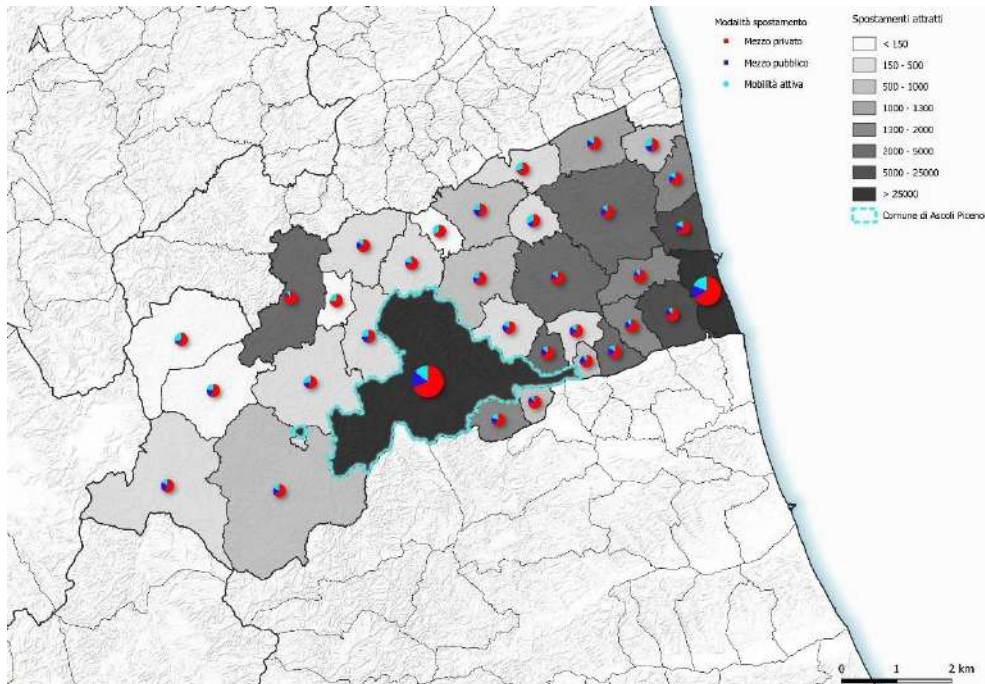 Modalità spostamento
Mezzo privato
Mezzo pubblico
Mobilità attiva
Spostamenti attratti
< 150
150 - 500
500 - 1000
1000 - 1300
1300 - 2000
2000 - 5000
5000 - 25000
> 25000
Comune di Ascoli Piceno
0 1 2 km